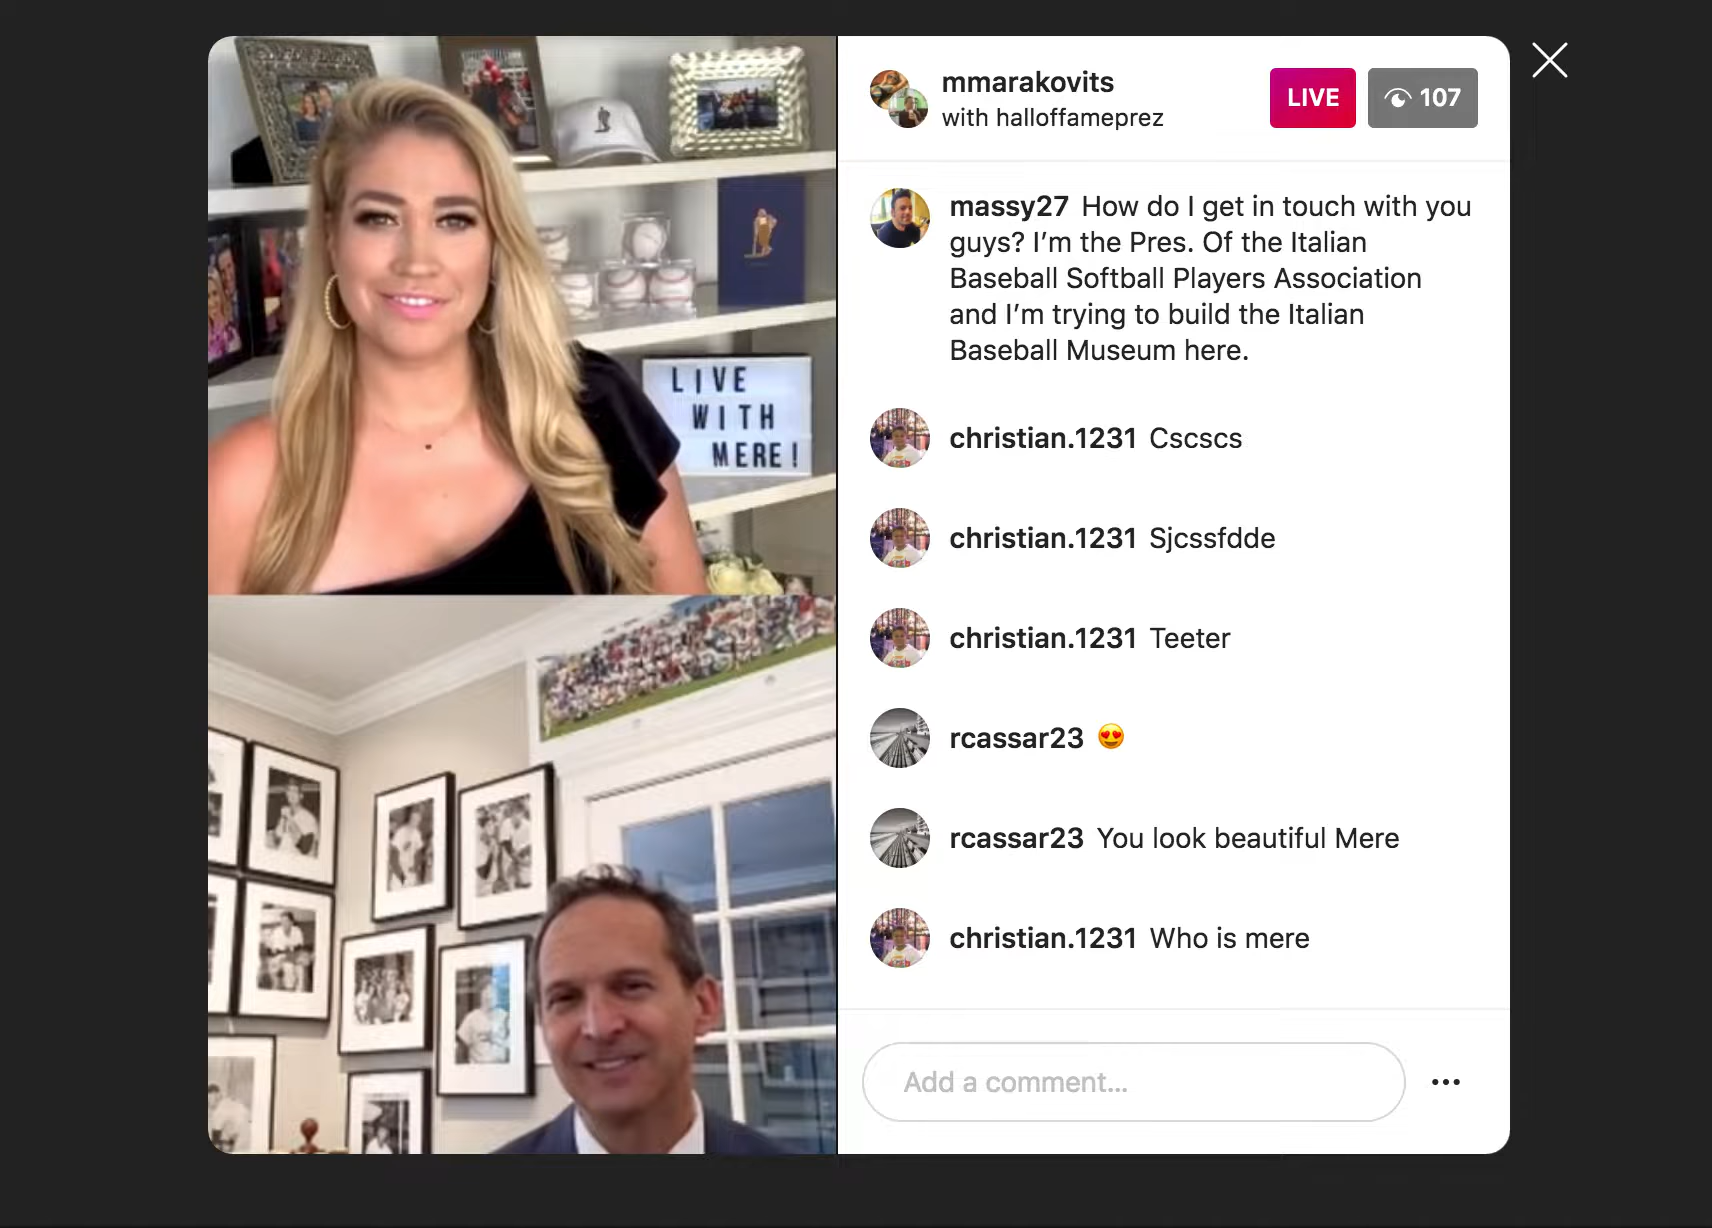 LIVE
WITH
MERE!
mmarakovits
with halloffameprez
LIVE
107
massy27 How do I get in touch with you
guys? I'm the Pres. Of the Italian
Baseball Softball Players Association
and I'm trying to build the Italian
Baseball Museum here.
christian.1231 Cscscs
christian.1231 Sjcssfdde
christian.1231 Teeter
rcassar23 😍
rcassar23 You look beautiful Mere
christian.1231 Who is mere
Add a comment...